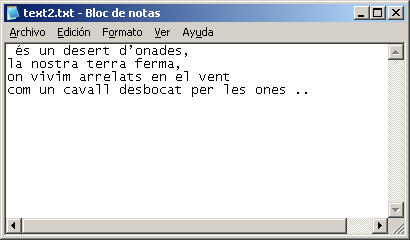 text2.txt - Bloc de notas
Archivo Edición Formato Ver Ayuda
és un desert d’onades,
la nostra terra ferma,
on vivim arrelats en el vent
com un cavall desbocat per les ones ..